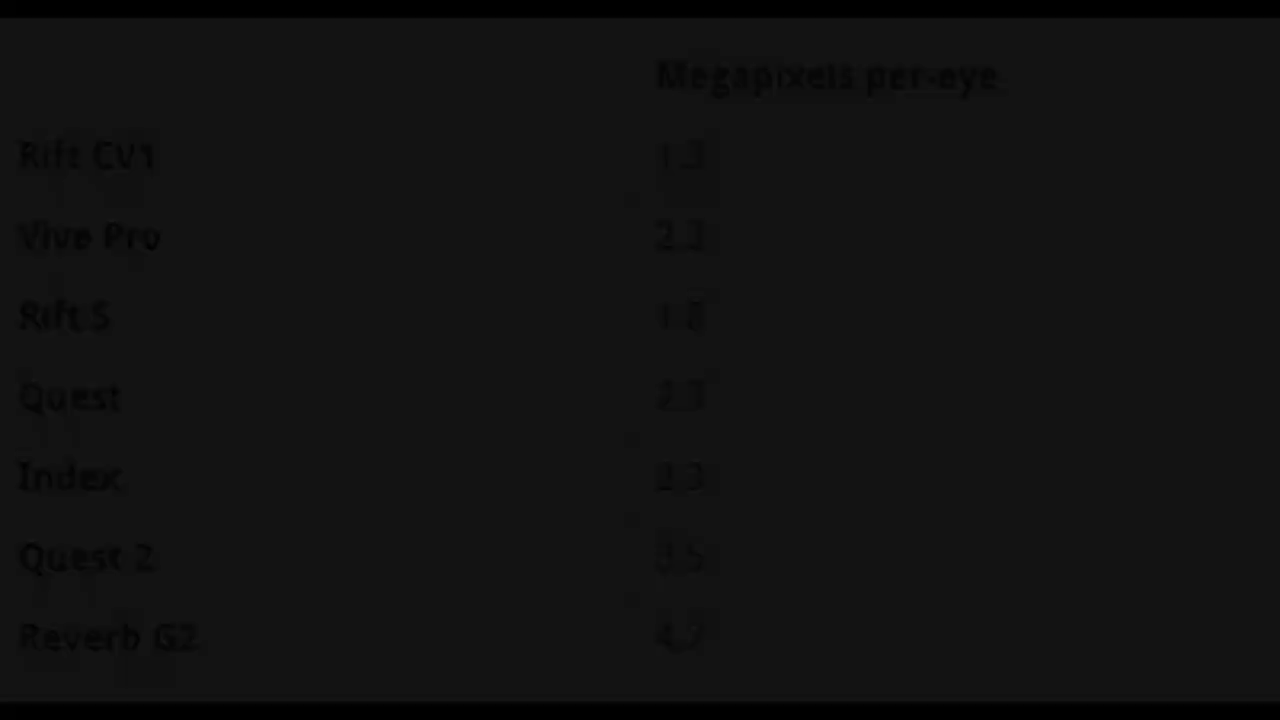 Megapixels per-eye
Rift CV1 1.3
Vive Pro 2.3
Rift S 1.8
Quest 2.3
Index 2.3
Quest 2 3.5
Reverb G2 4.7